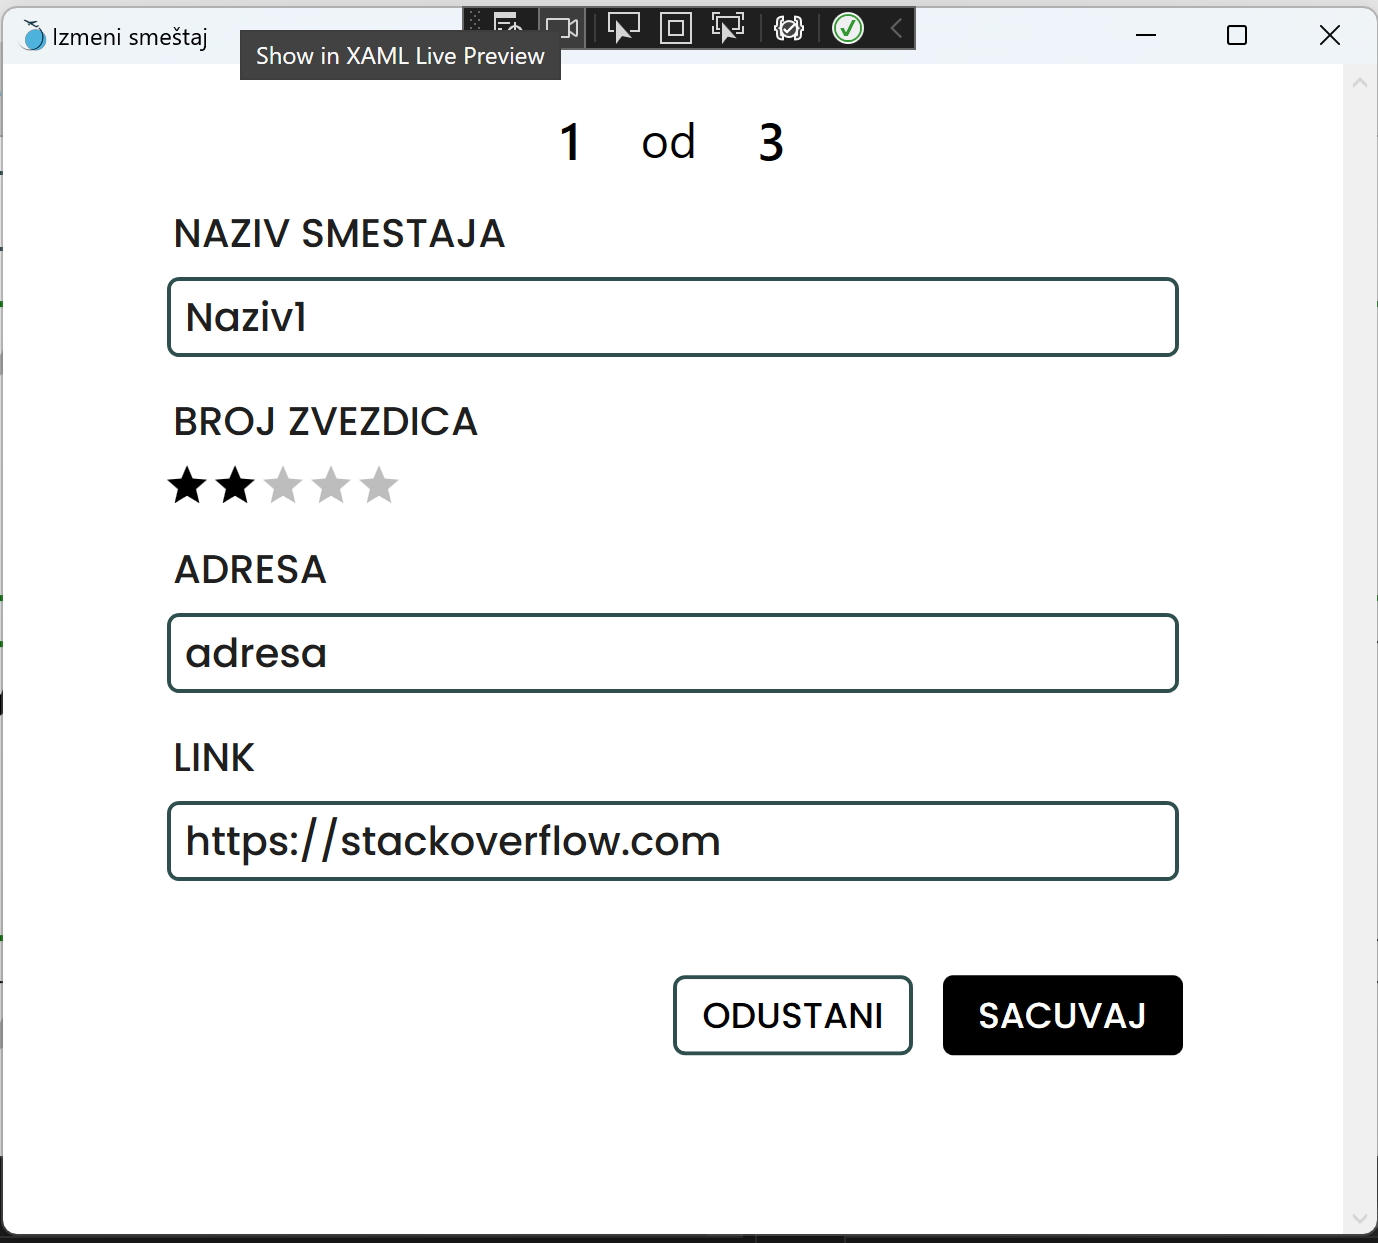 Izmeni smeštaj
Show in XAML Live Preview
1 od 3
NAZIV SMESTAJA
Naziv1
BROJ ZVEZDICA
ADRESA
adresa
LINK
https://stackoverflow.com
ODUSTANI SACUVAJ